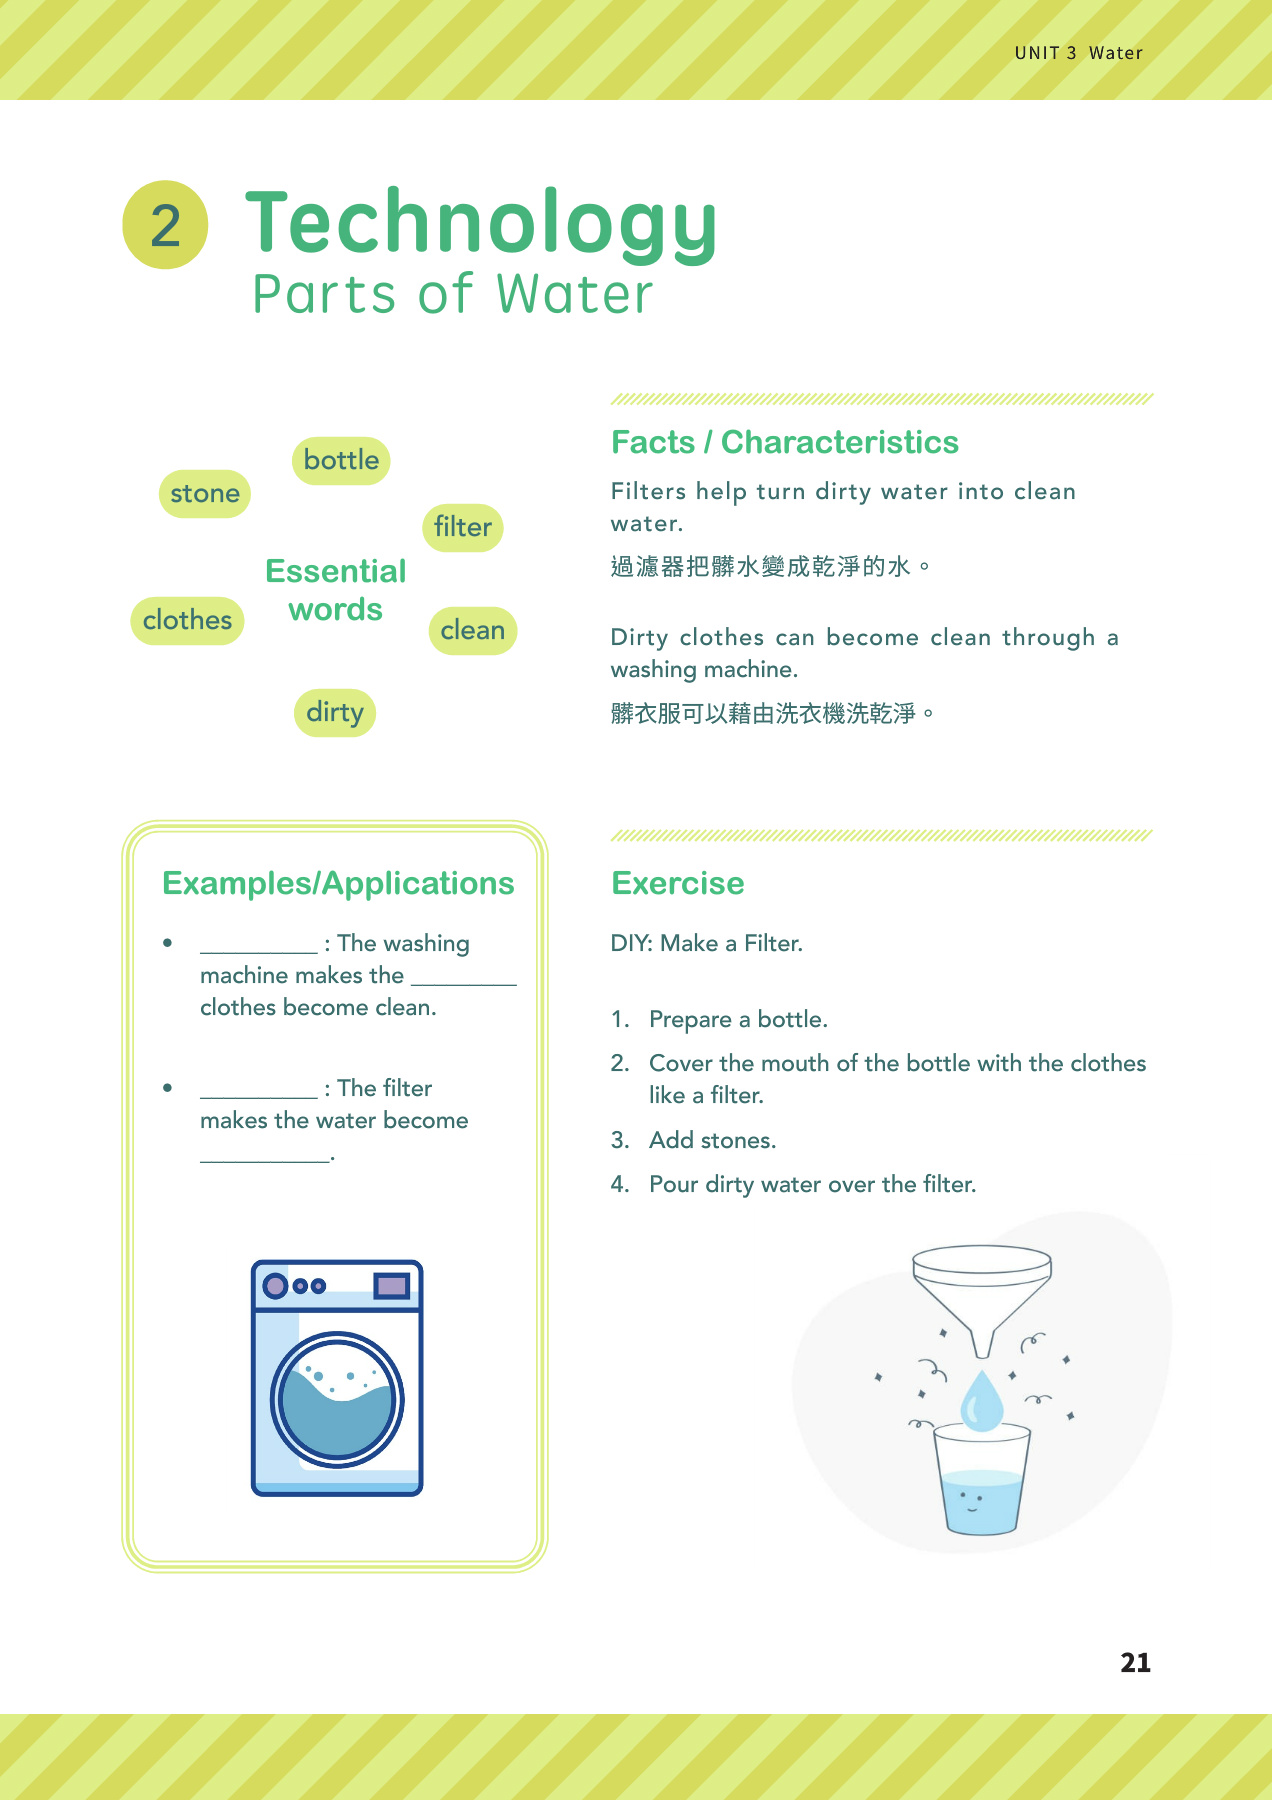 UNIT 3 Water
2
Technology
Parts of Water
bottle
stone
filter
Essential
words
clothes
clean
dirty
Facts / Characteristics
Filters help turn dirty water into clean
water.
過濾器把髒水變成乾淨的水。
Dirty clothes can become clean through a
washing machine.
髒衣服可以藉由洗衣機洗乾淨。
Examples/Applications
• __________ : The washing
machine makes the _________
clothes become clean.
• __________ : The filter
makes the water become
___________.
Exercise
DIY: Make a Filter.
1. Prepare a bottle.
2. Cover the mouth of the bottle with the clothes
like a filter.
3. Add stones.
4. Pour dirty water over the filter.
21